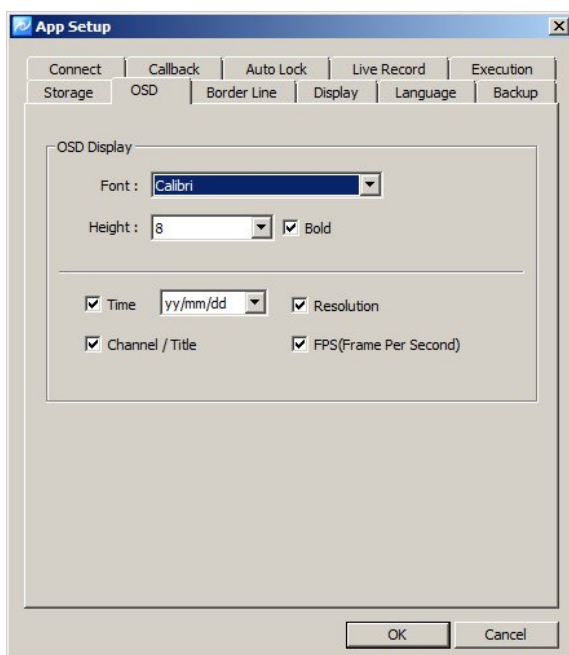 App Setup
Connect Callback Auto Lock Live Record Execution
Storage OSD Border Line Display Language Backup
OSD Display
Font : Calibri
Height : 8 Bold
Time yy/mm/dd Resolution
Channel / Title FPS(Frame Per Second)
OK Cancel